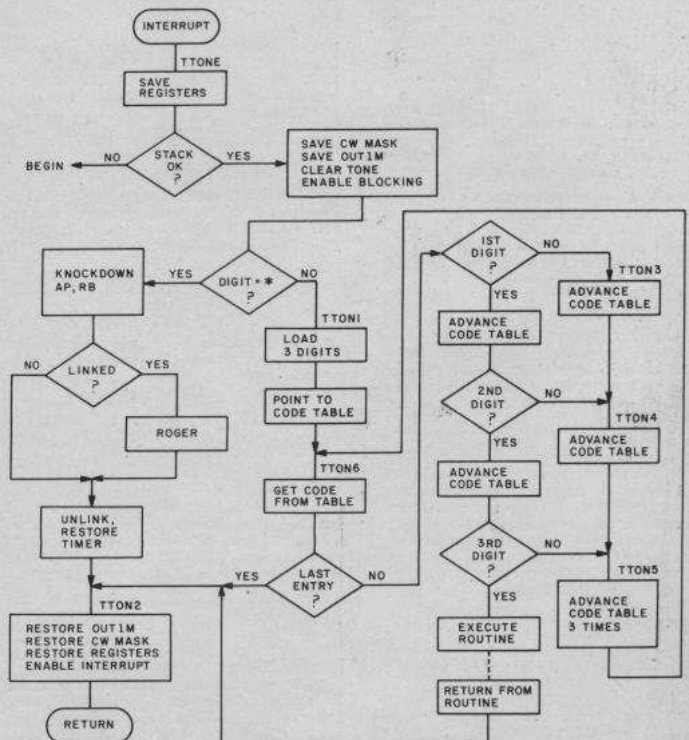 INTERRUPT
TTONE
SAVE
REGISTERS
STACK
OK
?
NO
BEGIN
YES
SAVE CW MASK
SAVE OUT1M
CLEAR TONE
ENABLE BLOCKING
DIGIT = *
?
YES
KNOCKDOWN
AP, RB
LINKED
?
NO
YES
ROGER
UNLINK,
RESTORE
TIMER
NO
TTON1
LOAD
3 DIGITS
POINT TO
CODE TABLE
TTON6
GET CODE
FROM TABLE
LAST
ENTRY
?
YES
NO
TTON2
RESTORE OUT1M
RESTORE CW MASK
RESTORE REGISTERS
ENABLE INTERRUPT
RETURN
1ST
DIGIT
?
NO
TTON3
ADVANCE
CODE TABLE
YES
ADVANCE
CODE TABLE
2ND
DIGIT
?
NO
TTON4
ADVANCE
CODE TABLE
YES
ADVANCE
CODE TABLE
3RD
DIGIT
?
NO
TTON5
ADVANCE
CODE TABLE
3 TIMES
YES
EXECUTE
ROUTINE
RETURN FROM
ROUTINE